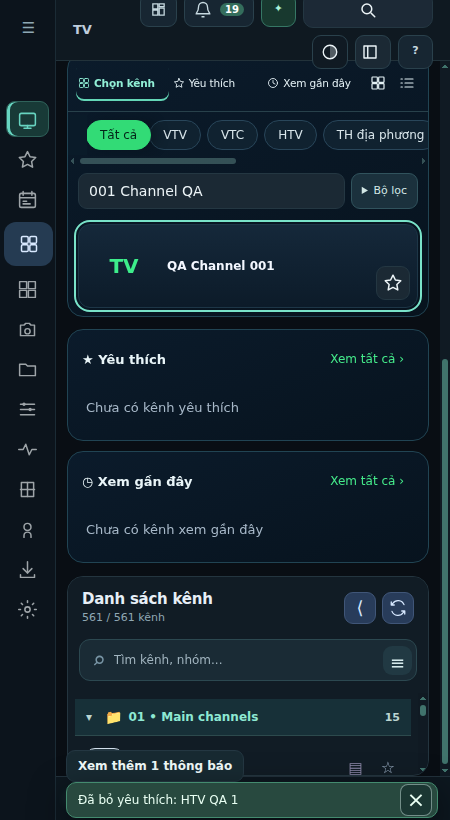 TV
19
?
Chọn kênh
Yêu thích
Xem gần đây
Tất cả
VTV
VTC
HTV
TH địa phương
001 Channel QA
Bộ lọc
TV
QA Channel 001
Yêu thích
Xem tất cả ›
Chưa có kênh yêu thích
Xem gần đây
Xem tất cả ›
Chưa có kênh xem gần đây
Danh sách kênh
561 / 561 kênh
Tìm kênh, nhóm...
01 • Main channels
15
Xem thêm 1 thông báo
Đã bỏ yêu thích: HTV QA 1